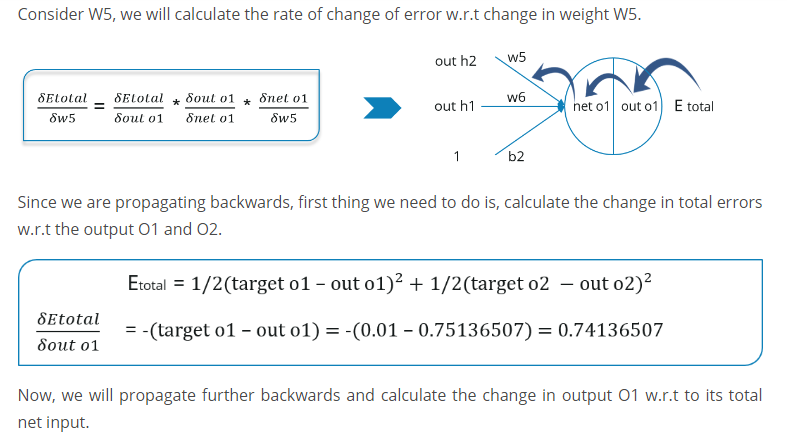 Consider W5, we will calculate the rate of change of error w.r.t change in weight W5.
δEtotal/δw5 = δEtotal/δout o1 * δout o1/δnet o1 * δnet o1/δw5
out h2 w5
out h1 w6 net o1 out o1 E total
1 b2
Since we are propagating backwards, first thing we need to do is, calculate the change in total errors
w.r.t the output O1 and O2.
Etotal = 1/2(target o1 – out o1)² + 1/2(target o2 – out o2)²
δEtotal/δout o1 = -(target o1 – out o1) = -(0.01 – 0.75136507) = 0.74136507
Now, we will propagate further backwards and calculate the change in output O1 w.r.t to its total
net input.